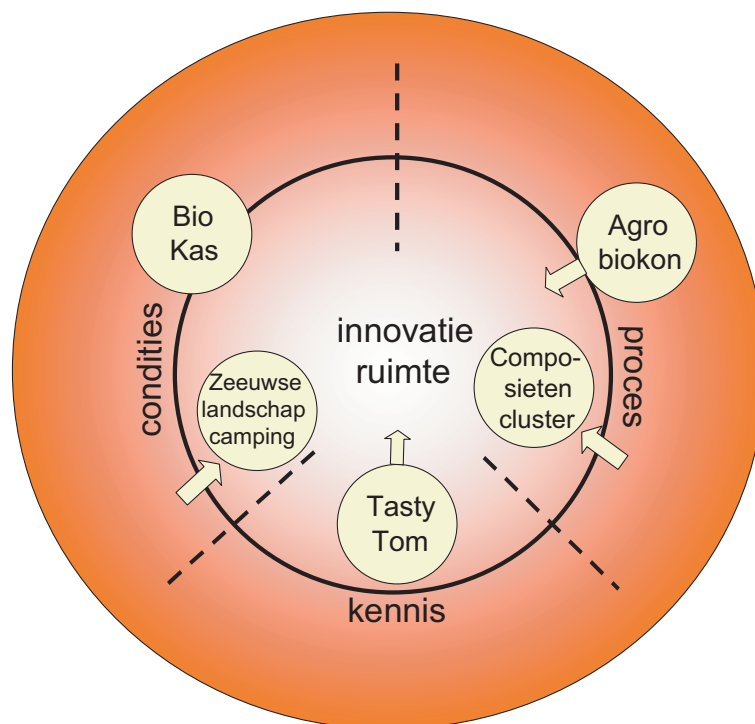 Bio
Kas
Agro
biokon
condities
innovatie
ruimte
proces
Zeeuwse
landschap
camping
Compo-
sieten
cluster
Tasty
Tom
kennis